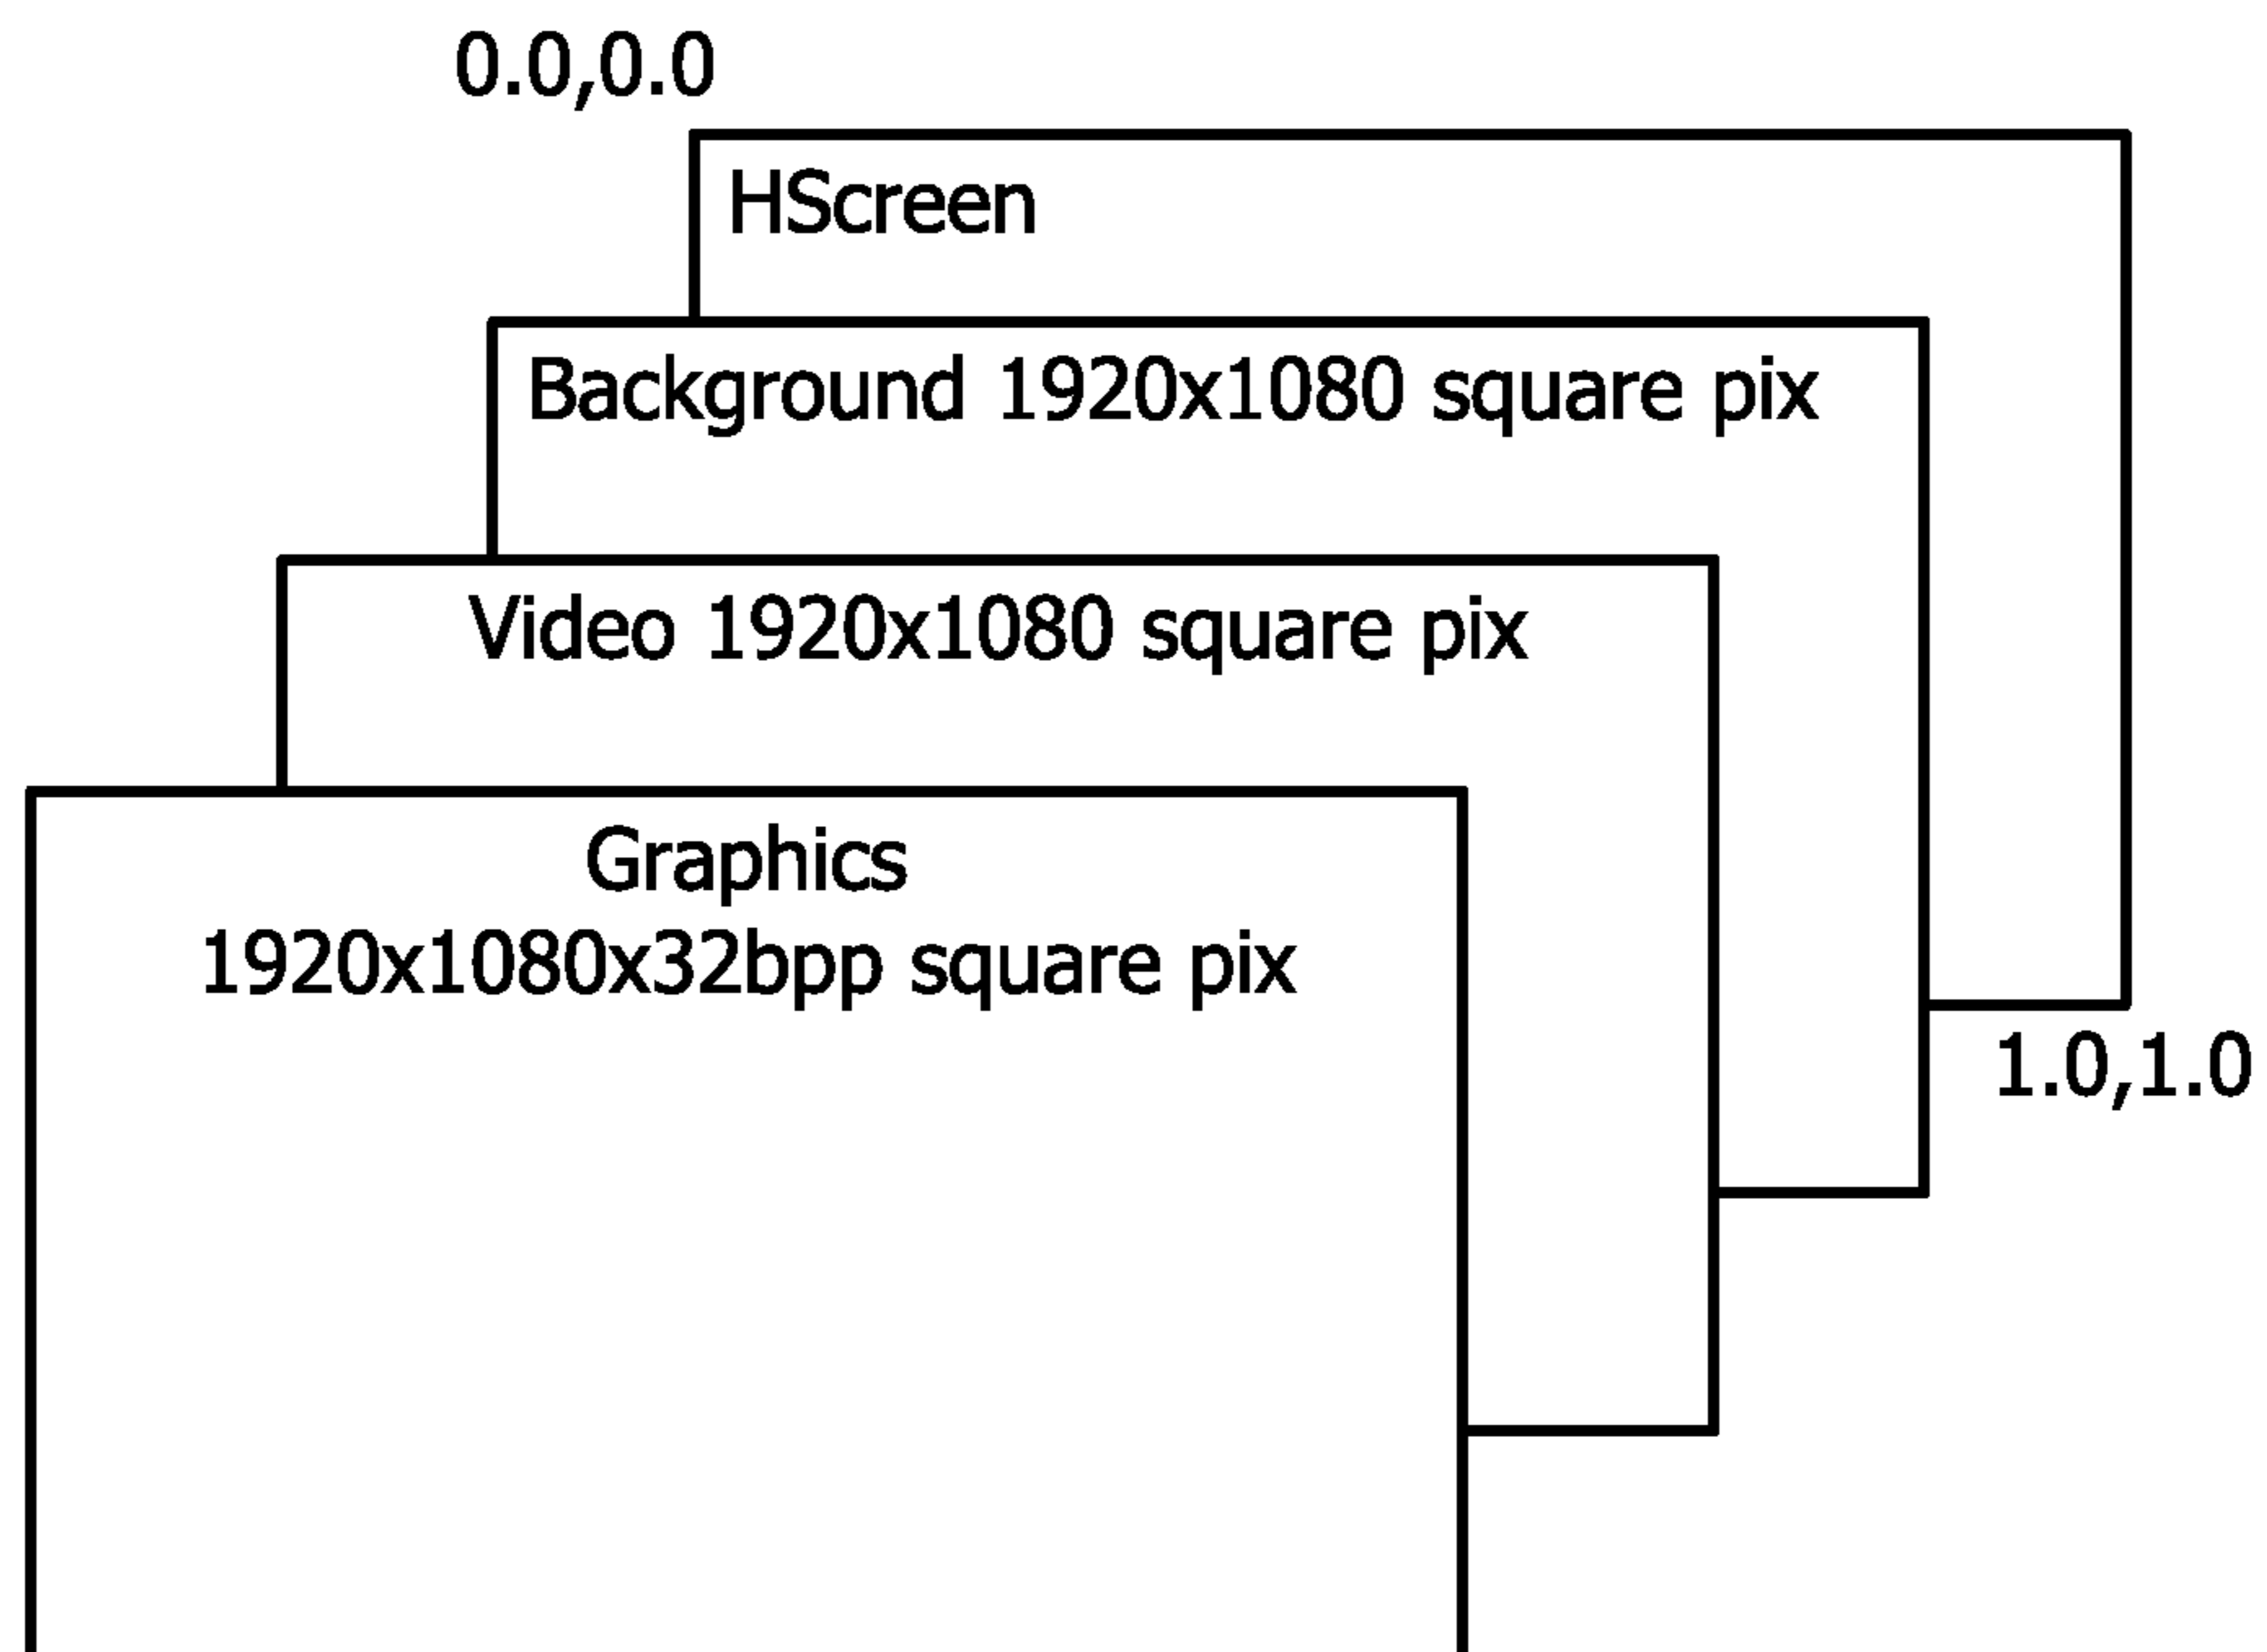 0.0,0.0
HScreen
Background 1920x1080 square pix
Video 1920x1080 square pix
Graphics
1920x1080x32bpp square pix
1.0,1.0